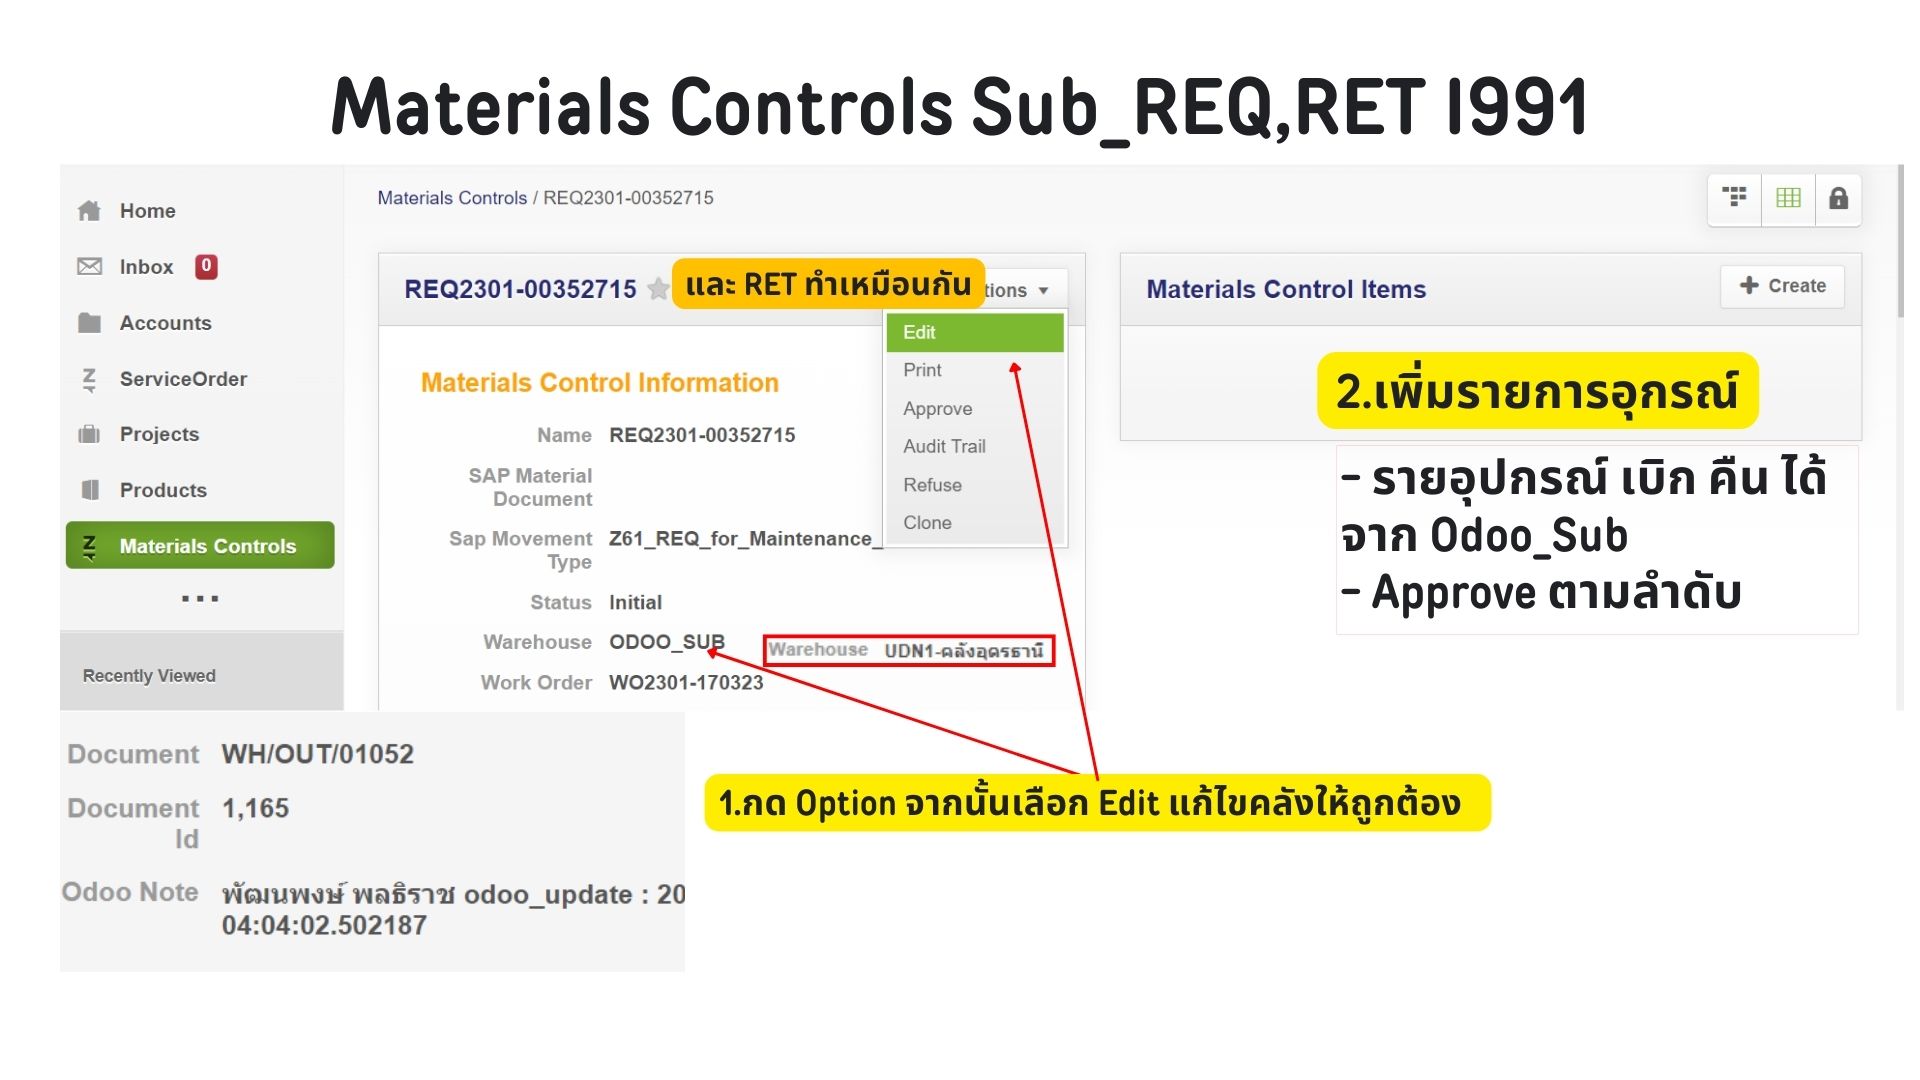 Materials Controls Sub_REQ,RET I991
Home
Inbox 0
Accounts
ServiceOrder
Projects
Products
Materials Controls
...
Recently Viewed
Materials Controls / REQ2301-00352715
REQ2301-00352715
และ RET ทำเหมือนกัน
tions
Edit
Print
Approve
Audit Trail
Refuse
Clone
Materials Control Information
Name REQ2301-00352715
SAP Material
Document
Sap Movement Z61_REQ_for_Maintenance_
Type
Status Initial
Warehouse ODOO_SUB
Warehouse UDN1-คลังอุดรธานี
Work Order WO2301-170323
Materials Control Items
Create
2.เพิ่มรายการอุกรณ์
- รายอุปกรณ์ เบิก คืน ได้
จาก Odoo_Sub
- Approve ตามลำดับ
1.กด Option จากนั้นเลือก Edit แก้ไขคลังให้ถูกต้อง
Document WH/OUT/01052
Document 1,165
Id
Odoo Note พัฒนพงษ์ พลธิราช odoo_update : 20
04:04:02.502187